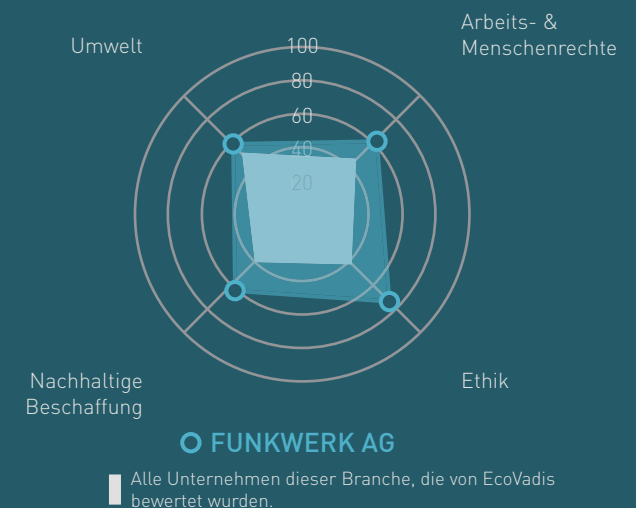 Arbeits- &
Menschenrechte
Umwelt
100
80
60
40
20
Nachhaltige
Beschaffung
Ethik
FUNKWERK AG
Alle Unternehmen dieser Branche, die von EcoVadis
bewertet wurden.